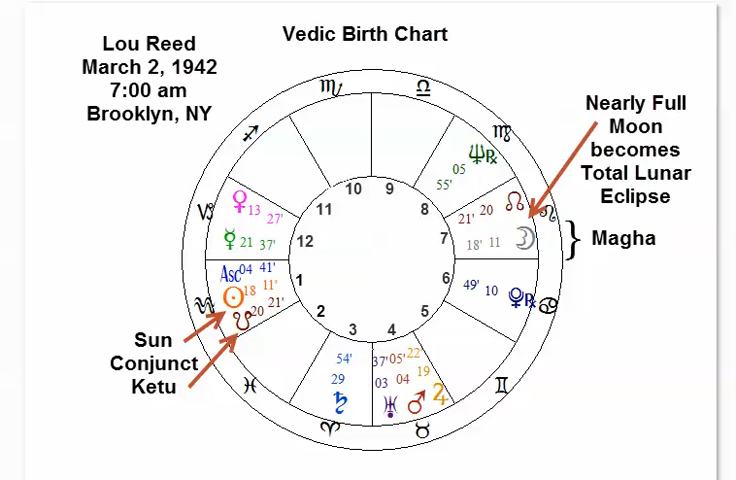 Vedic Birth Chart
Lou Reed
March 2, 1942
7:00 am
Brooklyn, NY
Nearly Full
Moon
becomes
Total Lunar
Eclipse
Magha
Sun
Conjunct
Ketu
♏ ♎
♐ ♍
♑ ♌
♒ ♋
♓ ♊
♈ ♉
10 9
11 8
12 7
1 6
2 5
3 4
♆℞
05
55'
♀ 13 27'
21' 20 ☊
☿ 21 37'
18' 11 ☽
Asc 04 41'
☉ 18 11'
☋ 20 21'
49' 10 ♇℞
54'
29
♄
37' 05' 22
19
03 04
♅ ♂ ♃